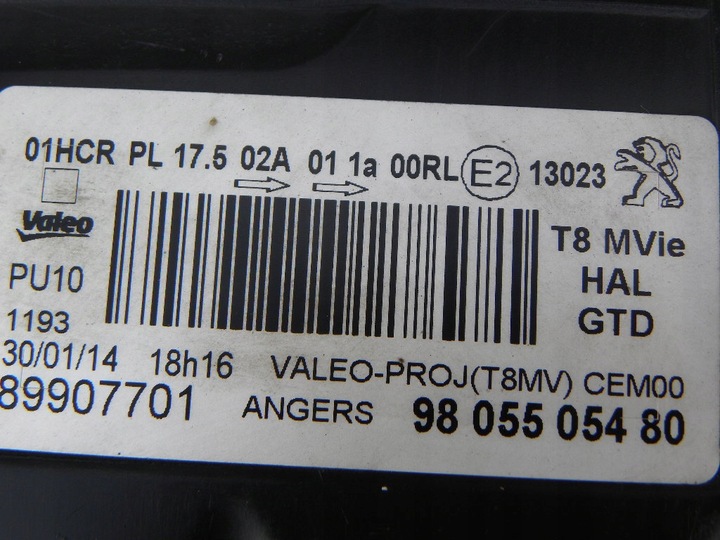 01HCR PL 17.5 02A 01 1a 00RL E2 13023
Valeo
T8 MVie
PU10
HAL
1193
GTD
30/01/14 18h16 VALEO-PROJ(T8MV) CEM00
89907701 ANGERS 98 055 054 80